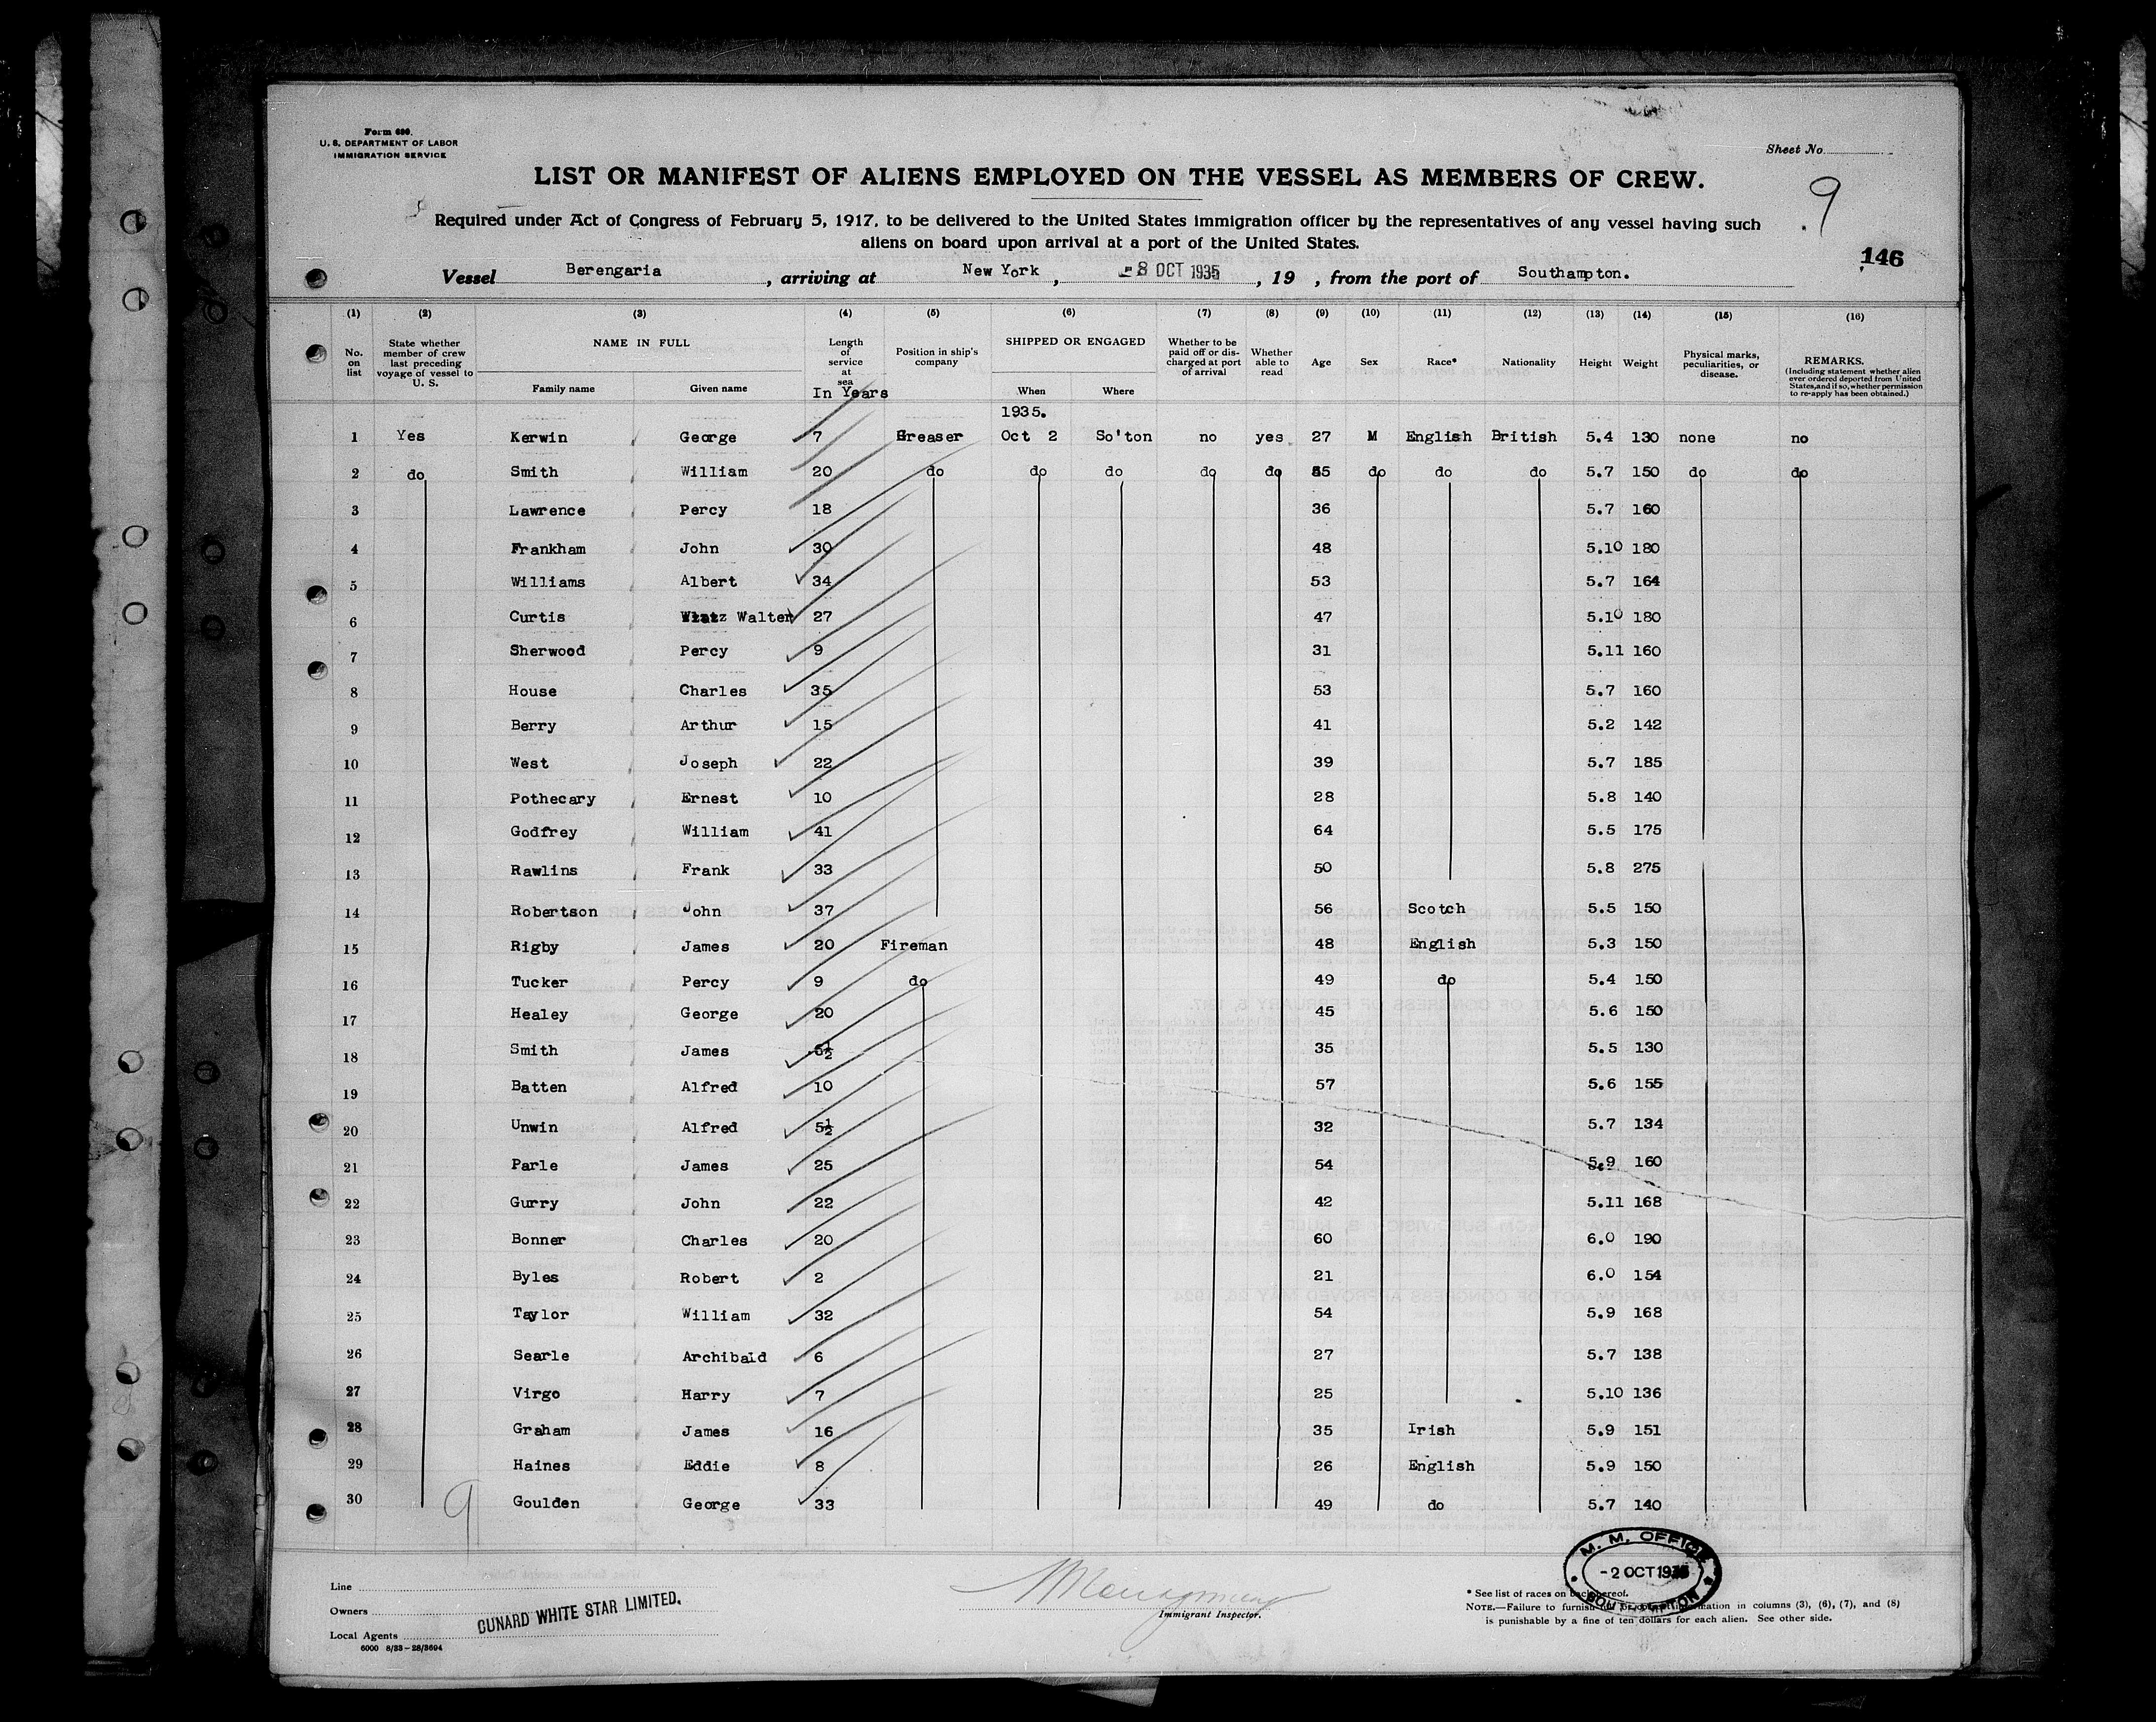 Form 680.
U. S. DEPARTMENT OF LABOR
IMMIGRATION SERVICE
Sheet No.
LIST OR MANIFEST OF ALIENS EMPLOYED ON THE VESSEL AS MEMBERS OF CREW.
9
Required under Act of Congress of February 5, 1917, to be delivered to the United States immigration officer by the representatives of any vessel having such
aliens on board upon arrival at a port of the United States.
146
Vessel Berengaria, arriving at New York, -8 OCT 1935, 19 , from the port of Southampton.
(1) (2) (3) (4) (5) (6) (7) (8) (9) (10) (11) (12) (13) (14) (15) (16)
No. on list State whether member of crew last preceding voyage of vessel to U. S. NAME IN FULL Length of service at sea Position in ship's company SHIPPED OR ENGAGED Whether to be paid off or discharged at port of arrival Whether able to read Age Sex Race* Nationality Height Weight Physical marks, peculiarities, or disease. REMARKS. (Including statement whether alien ever ordered deported from United States, and if so, whether permission to re-apply has been obtained.)
Family name Given name In Years When Where
1935.
1 Yes Kerwin George 7 Greaser Oct 2 So'ton no yes 27 M English British 5.4 130 none no
2 do Smith William 20 do do do do do do do do 5.7 150 do do
3 Lawrence Percy 18 36 5.7 160
4 Frankham John 30 48 5.10 180
5 Williams Albert 34 53 5.7 164
6 Curtis Walter 27 47 5.10 180
7 Sherwood Percy 9 31 5.11 160
8 House Charles 35 53 5.7 160
9 Berry Arthur 15 41 5.2 142
10 West Joseph 22 39 5.7 185
11 Pothecary Ernest 10 28 5.8 140
12 Godfrey William 41 64 5.5 175
13 Rawlins Frank 33 50 5.8 275
14 Robertson John 37 56 Scotch 5.5 150
15 Rigby James 20 Fireman 48 English 5.3 150
16 Tucker Percy 9 do 49 do 5.4 150
17 Healey George 20 45 5.6 150
18 Smith James 6½ 35 5.5 130
19 Batten Alfred 10 57 5.6 155
20 Unwin Alfred 5½ 32 5.7 134
21 Parle James 25 54 5.9 160
22 Gurry John 22 42 5.11 168
23 Bonner Charles 20 60 6.0 190
24 Byles Robert 2 21 6.0 154
25 Taylor William 32 54 5.9 168
26 Searle Archibald 6 27 5.7 138
27 Virgo Harry 7 25 5.10 136
28 Graham James 16 35 Irish 5.9 151
29 Haines Eddie 8 26 English 5.9 150
30 Goulden George 33 49 do 5.7 140
9
Line
Owners
CUNARD WHITE STAR LIMITED.
Local Agents
6000 8/33-28/3694
Immigrant Inspector.
M. M. OFFICE
-2 OCT 1935
SOUTHAMPTON
* See list of races on back hereof.
NOTE.—Failure to furnish full or correct information in columns (3), (6), (7), and (8)
is punishable by a fine of ten dollars for each alien. See other side.